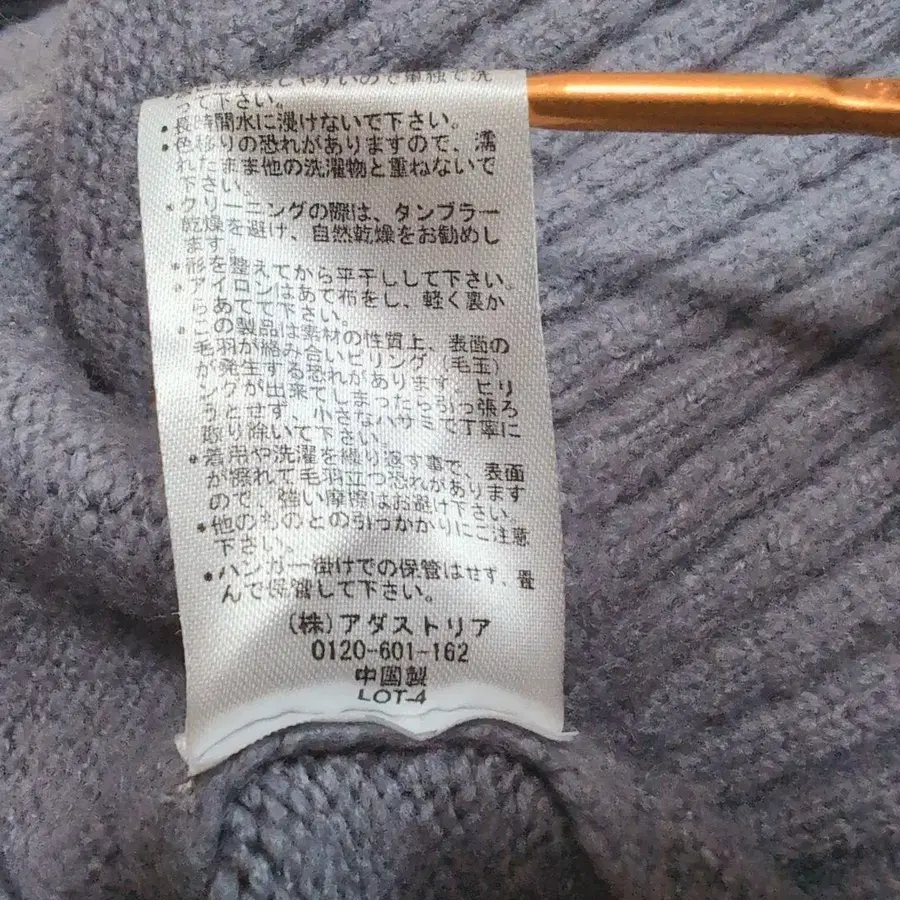 やすいので単独で洗
って下さい。
・長時間水に浸けないで下さい。
・色移りの恐れがありますので、濡
れたまま他の洗濯物と重ねないで
下さい。
・クリーニングの際は、タンブラー
乾燥を避け、自然乾燥をお勧めし
ます。
・形を整えてから平干しして下さい。
・アイロンはあて布をし、軽く裏か
らあてて下さい。
・この製品は素材の性質上、表面の
毛羽が絡み合いピリング(毛玉)
が発生する恐れがあります。ピリ
ングが出来てしまったら引っ張ろ
うとせず、小さなハサミで丁寧に
取り除いて下さい。
・着用や洗濯を繰り返す事で、表面
が擦れて毛羽立つ恐れがあります
ので、強い摩擦はお避け下さい。
・他のものとの引っかかりにご注意
下さい。
・ハンガー掛けでの保管はせず、畳
んで保管して下さい。
(株)アダストリア
0120-601-162
中国製
LOT-4